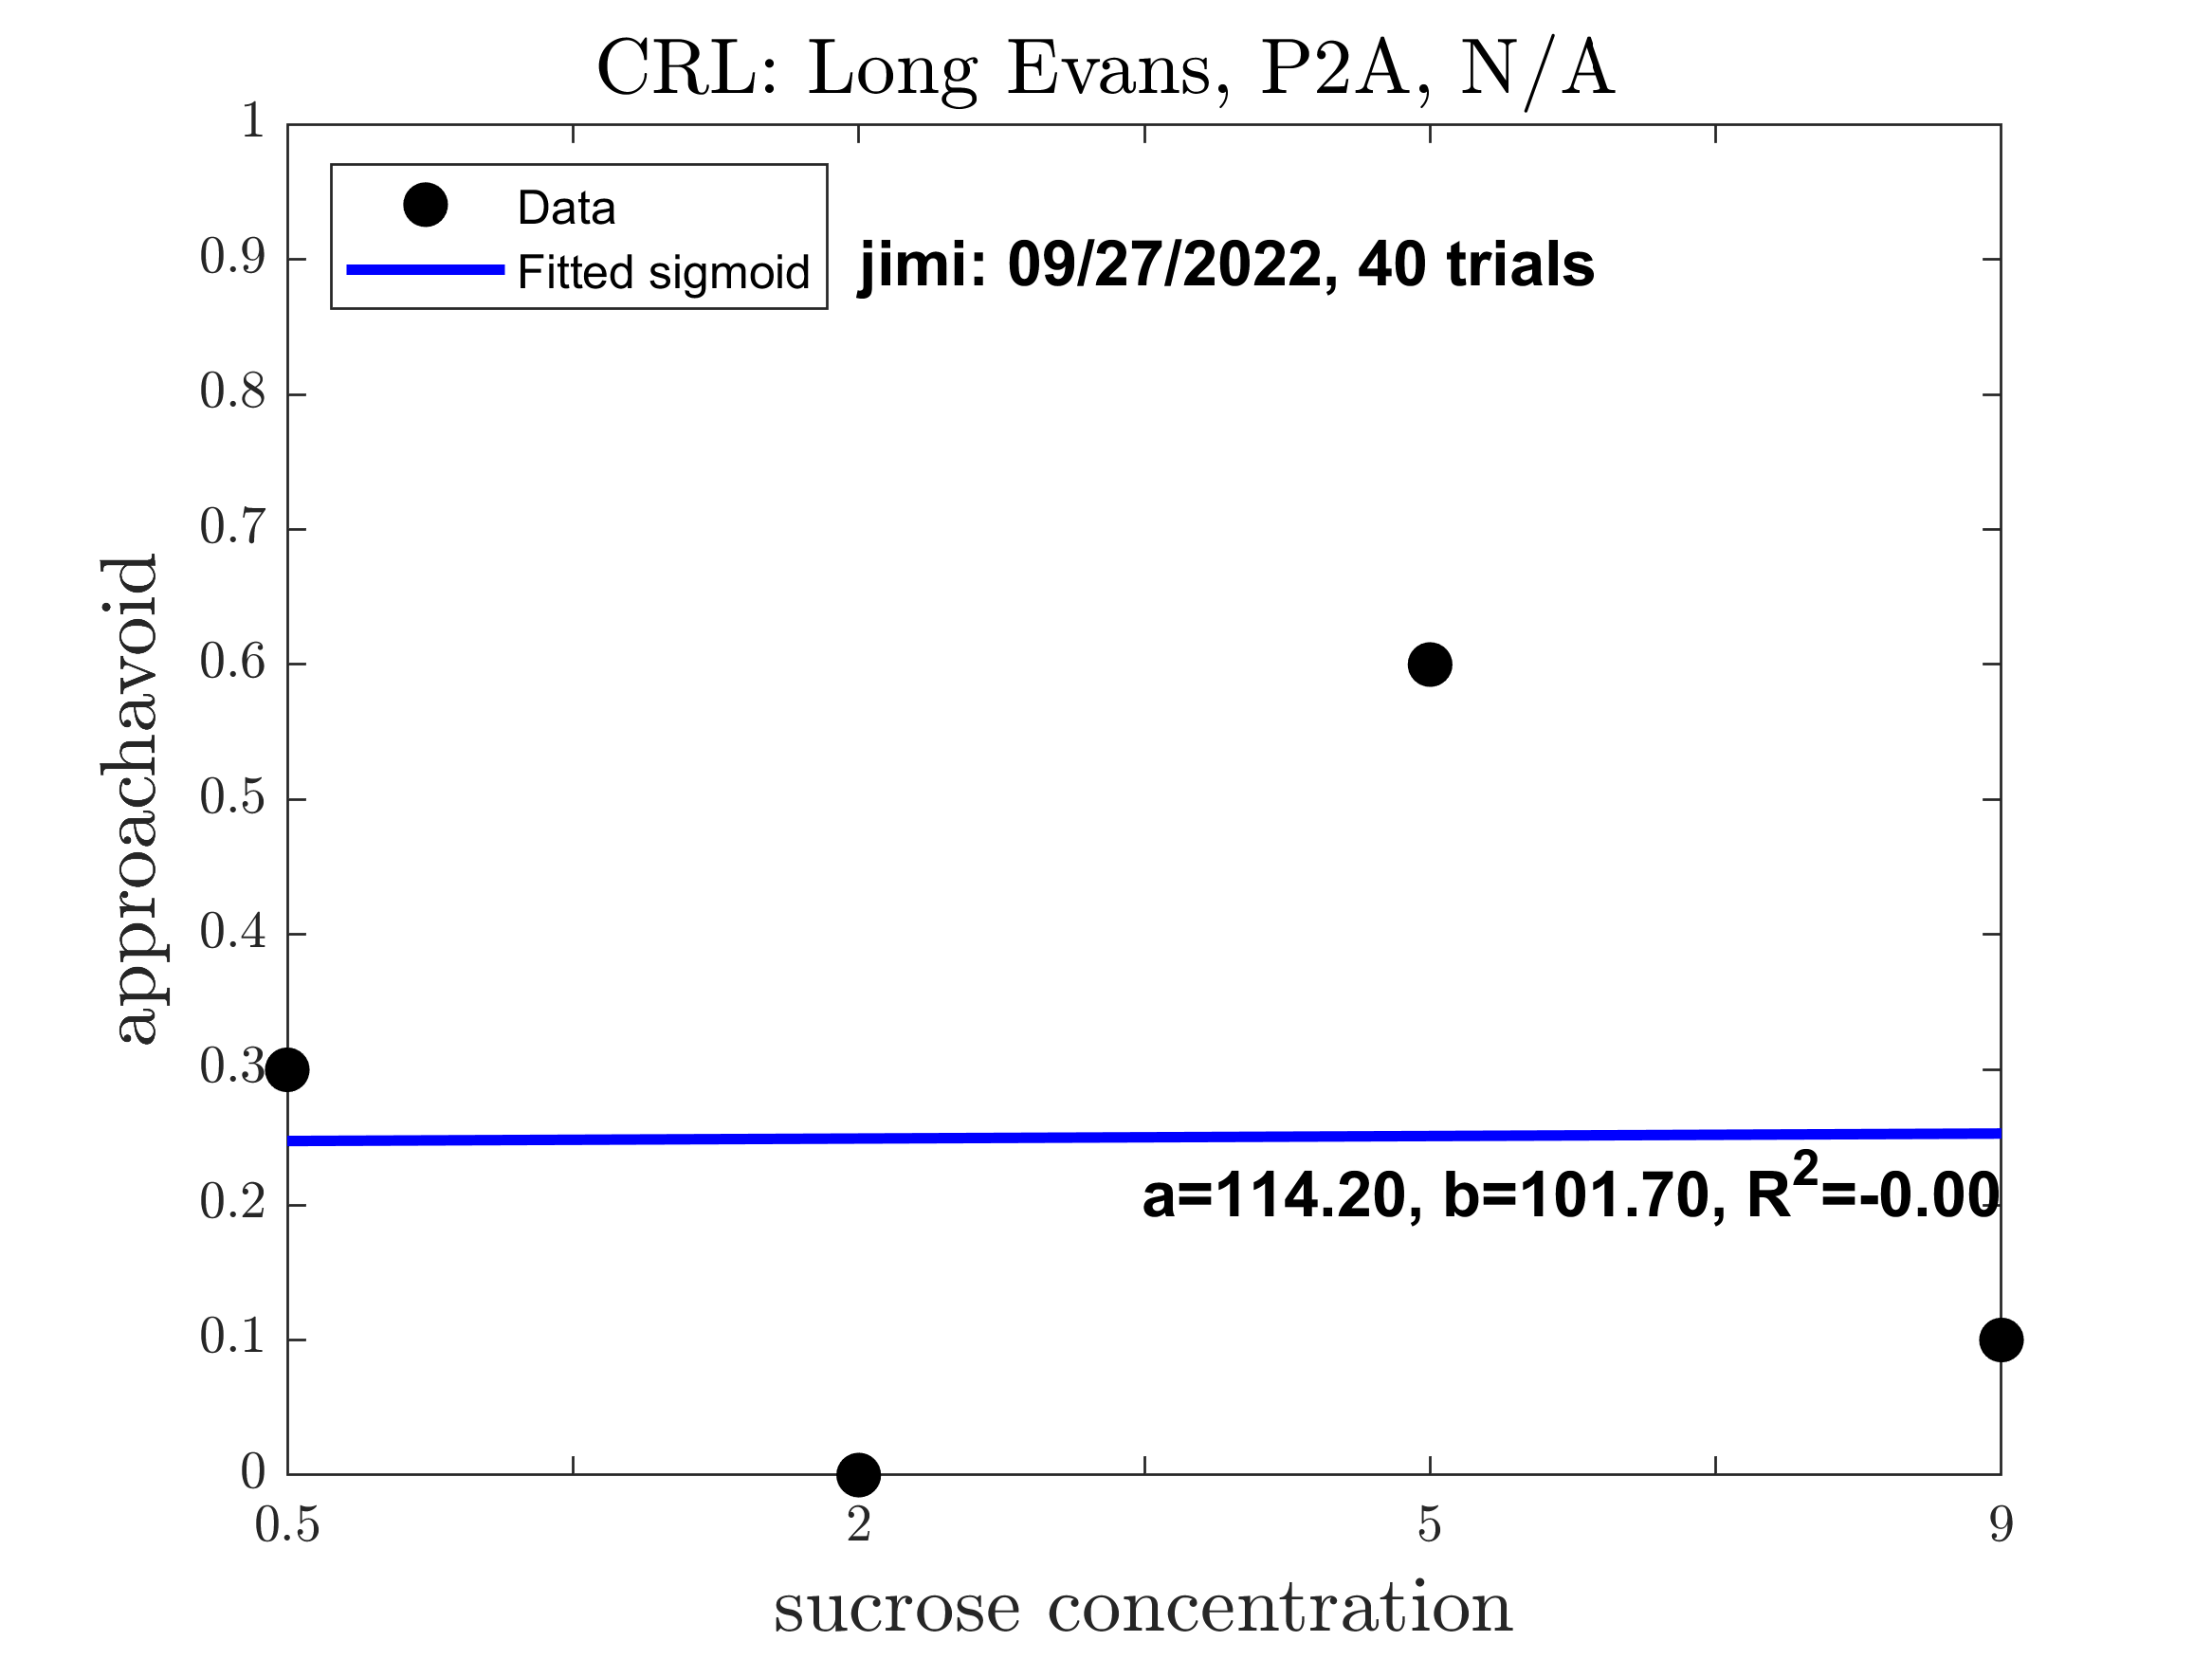 CRL: Long Evans, P2A, N/A
1
Data
Fitted sigmoid
jimi: 09/27/2022, 40 trials
0.9
0.8
0.7
0.6
0.5
0.4
0.3
0.2
0.1
0
approachavoid
a=114.20, b=101.70, R²=-0.00
0.5 2 5 9
sucrose concentration